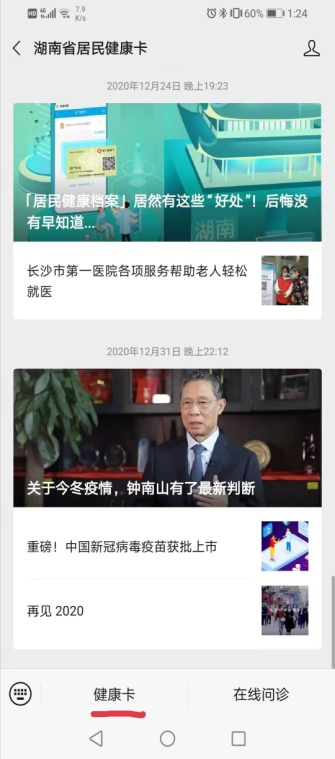 HD 4G 7.9 K/s 60% 1:24
湖南省居民健康卡
2020年12月24日 晚上19:23
「居民健康档案」居然有这些“好处”！后悔没
有早知道...
湖南
长沙市第一医院各项服务帮助老人轻松
就医
2020年12月31日 晚上22:12
关于今冬疫情，钟南山有了最新判断
重磅！中国新冠病毒疫苗获批上市
再见 2020
健康卡
在线问诊